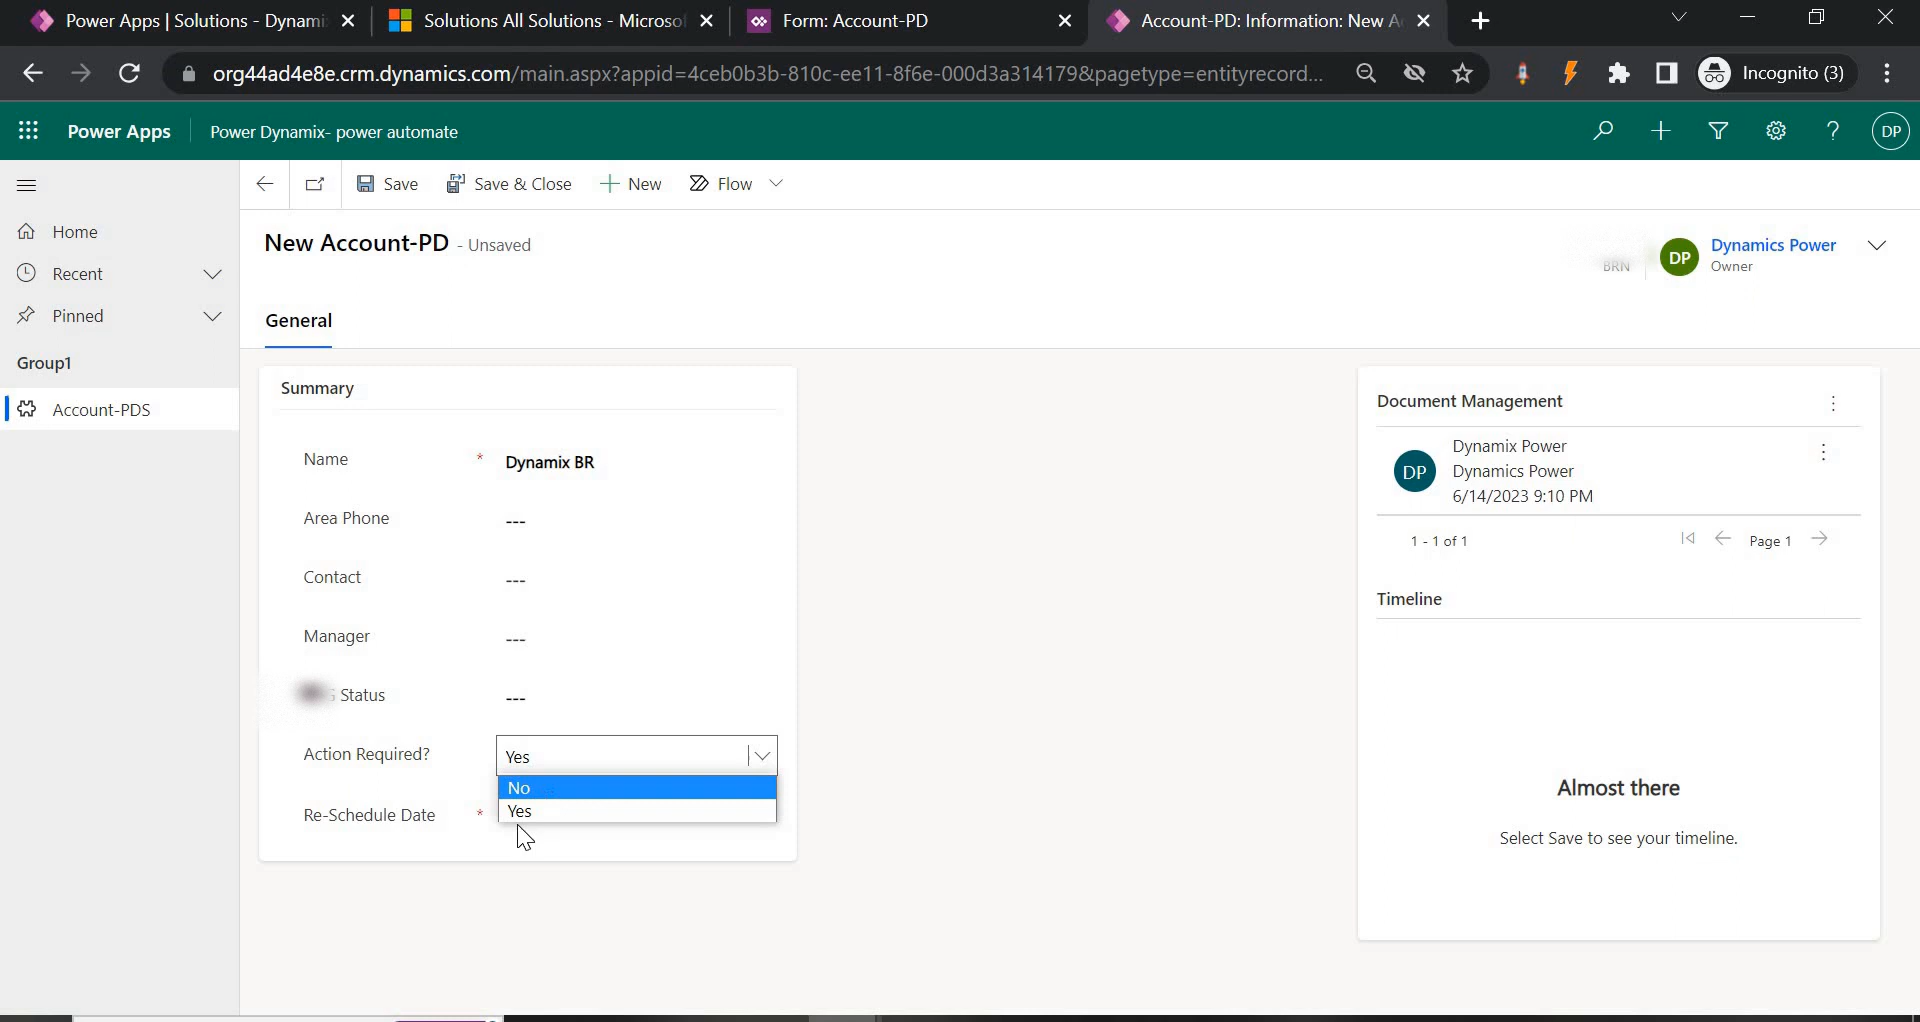 Power Apps | Solutions - Dynami
Solutions All Solutions - Microsof
Form: Account-PD
Account-PD: Information: New A
org44ad4e8e.crm.dynamics.com/main.aspx?appid=4ceb0b3b-810c-ee11-8f6e-000d3a314179&pagetype=entityrecord...
Incognito (3)
Power Apps
Power Dynamix- power automate
DP
Save
Save & Close
New
Flow
Home
Recent
Pinned
Group1
Account-PDS
New Account-PD - Unsaved
BRN
DP
Dynamics Power
Owner
General
Summary
Name * Dynamix BR
Area Phone ---
Contact ---
Manager ---
Status ---
Action Required? Yes
No
Yes
Re-Schedule Date *
Document Management
DP
Dynamix Power
Dynamics Power
6/14/2023 9:10 PM
1 - 1 of 1
Page 1
Timeline
Almost there
Select Save to see your timeline.